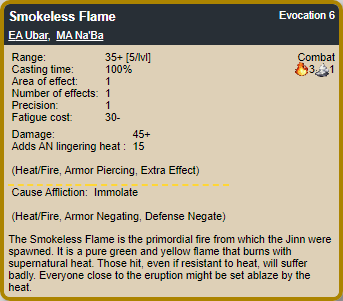 Smokeless Flame Evocation 6
EA Ubar, MA Na'Ba
Range: 35+ [5/lvl] Combat
Casting time: 100% 3 1
Area of effect: 1
Number of effects: 1
Precision: 1
Fatigue cost: 30-
Damage: 45+
Adds AN lingering heat : 15
(Heat/Fire, Armor Piercing, Extra Effect)
Cause Affliction: Immolate
(Heat/Fire, Armor Negating, Defense Negate)
The Smokeless Flame is the primordial fire from which the Jinn were
spawned. It is a pure green and yellow flame that burns with
supernatural heat. Those hit, even if resistant to heat, will suffer
badly. Everyone close to the eruption might be set ablaze by the
heat.